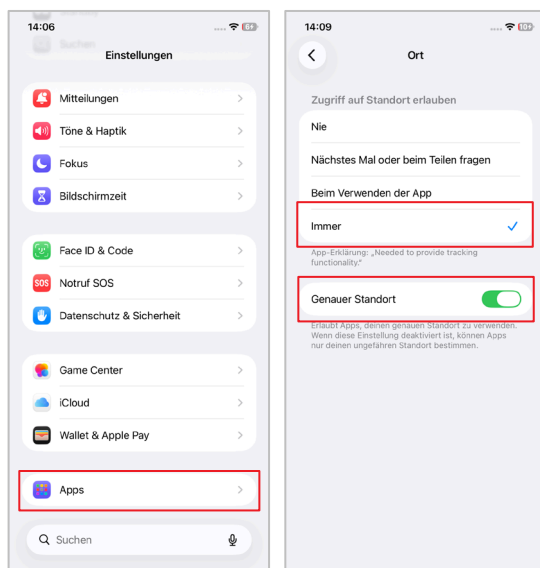 14:06
Suchen
Einstellungen
Mitteilungen
Töne & Haptik
Fokus
Bildschirmzeit
Face ID & Code
SOS Notruf SOS
Datenschutz & Sicherheit
Game Center
iCloud
Wallet & Apple Pay
Apps
Suchen
14:09
Ort
Zugriff auf Standort erlauben
Nie
Nächstes Mal oder beim Teilen fragen
Beim Verwenden der App
Immer
App-Erklärung: „Needed to provide tracking
functionality.“
Genauer Standort
Erlaubt Apps, deinen genauen Standort zu verwenden.
Wenn diese Einstellung deaktiviert ist, können Apps
nur deinen ungefähren Standort bestimmen.